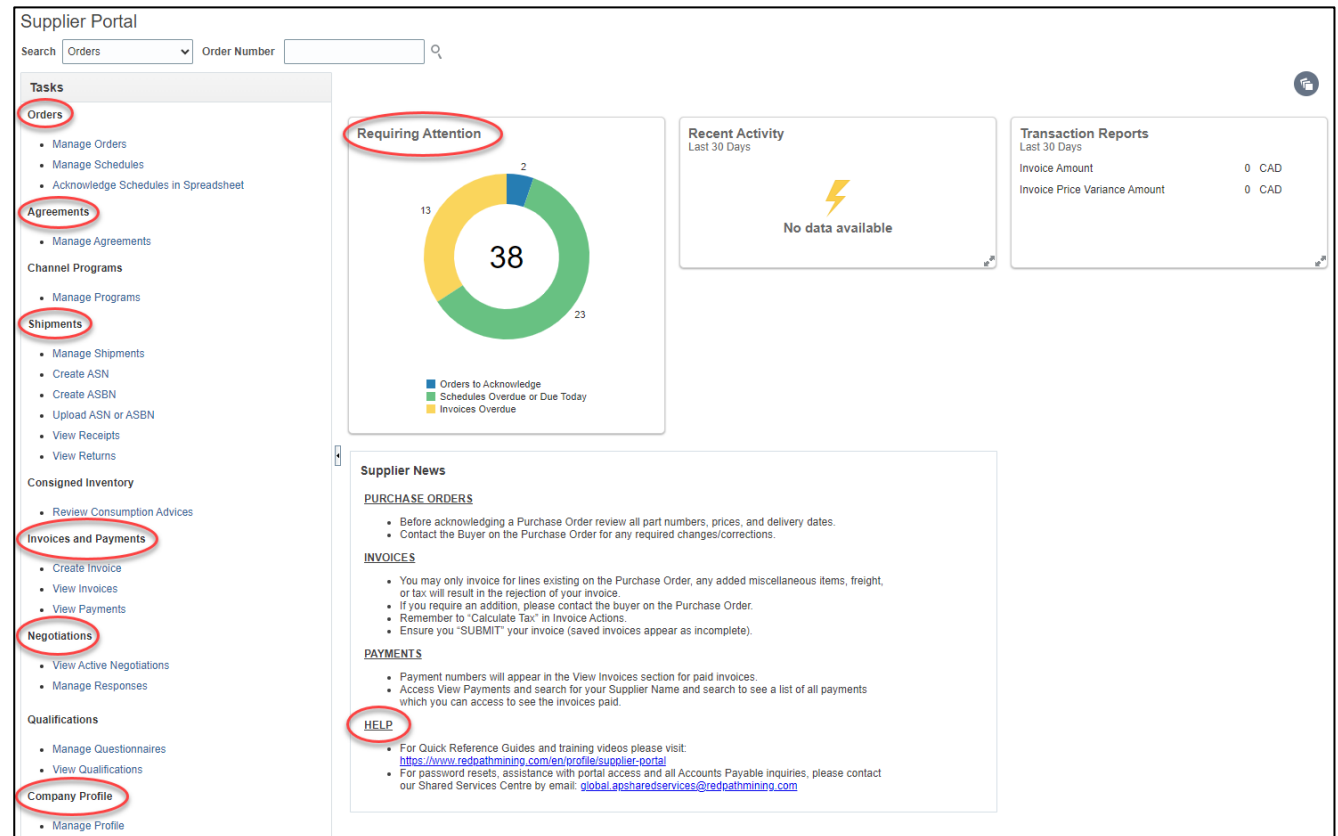 Supplier Portal
Search Orders Order Number
Tasks
Orders
Manage Orders
Manage Schedules
Acknowledge Schedules in Spreadsheet
Agreements
Manage Agreements
Channel Programs
Manage Programs
Shipments
Manage Shipments
Create ASN
Create ASBN
Upload ASN or ASBN
View Receipts
View Returns
Consigned Inventory
Review Consumption Advices
Invoices and Payments
Create Invoice
View Invoices
View Payments
Negotiations
View Active Negotiations
Manage Responses
Qualifications
Manage Questionnaires
View Qualifications
Company Profile
Manage Profile
Requiring Attention
2
13
38
23
Orders to Acknowledge
Schedules Overdue or Due Today
Invoices Overdue
Recent Activity
Last 30 Days
No data available
Transaction Reports
Last 30 Days
Invoice Amount 0 CAD
Invoice Price Variance Amount 0 CAD
Supplier News
PURCHASE ORDERS
Before acknowledging a Purchase Order review all part numbers, prices, and delivery dates.
Contact the Buyer on the Purchase Order for any required changes/corrections.
INVOICES
You may only invoice for lines existing on the Purchase Order, any added miscellaneous items, freight,
or tax will result in the rejection of your invoice.
If you require an addition, please contact the buyer on the Purchase Order.
Remember to “Calculate Tax” in Invoice Actions.
Ensure you “SUBMIT” your invoice (saved invoices appear as incomplete).
PAYMENTS
Payment numbers will appear in the View Invoices section for paid invoices.
Access View Payments and search for your Supplier Name and search to see a list of all payments
which you can access to see the invoices paid.
HELP
For Quick Reference Guides and training videos please visit:
https://www.redpathmining.com/en/profile/supplier-portal
For password resets, assistance with portal access and all Accounts Payable inquiries, please contact
our Shared Services Centre by email: global.apsharedservices@redpathmining.com